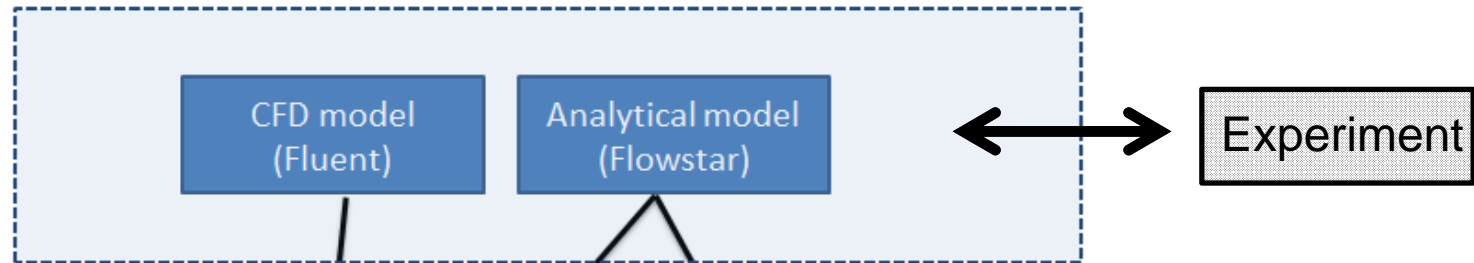 CFD model
(Fluent)
Analytical model
(Flowstar)
Experiment